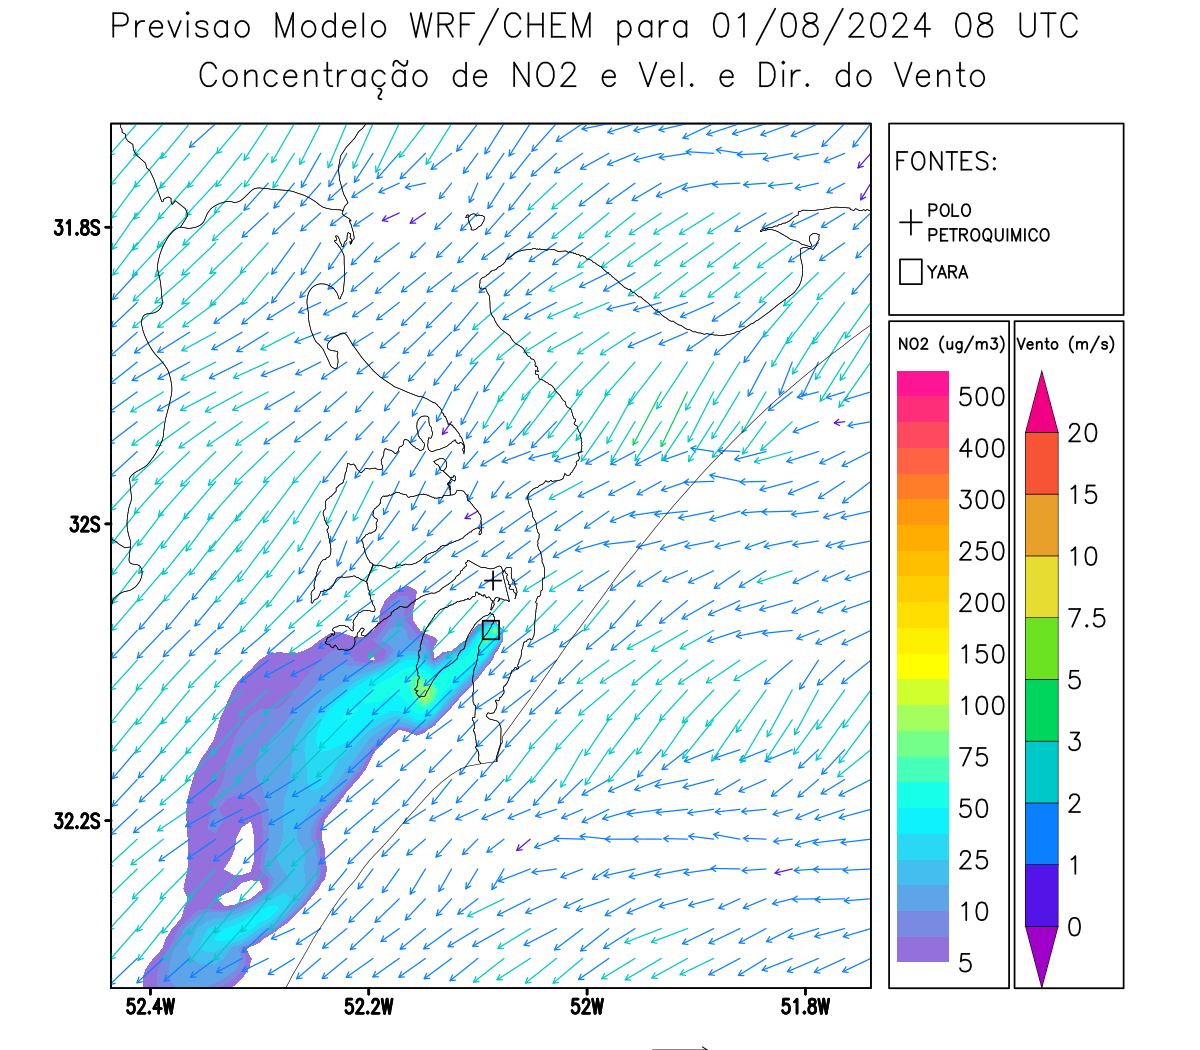 Previsao Modelo WRF/CHEM para 01/08/2024 08 UTC
Concentração de NO2 e Vel. e Dir. do Vento
FONTES:
POLO
PETROQUIMICO
YARA
NO2 (ug/m3)
500
400
300
250
200
150
100
75
50
25
10
5
Vento (m/s)
20
15
10
7.5
5
3
2
1
0
31.8S
32S
32.2S
52.4W
52.2W
52W
51.8W